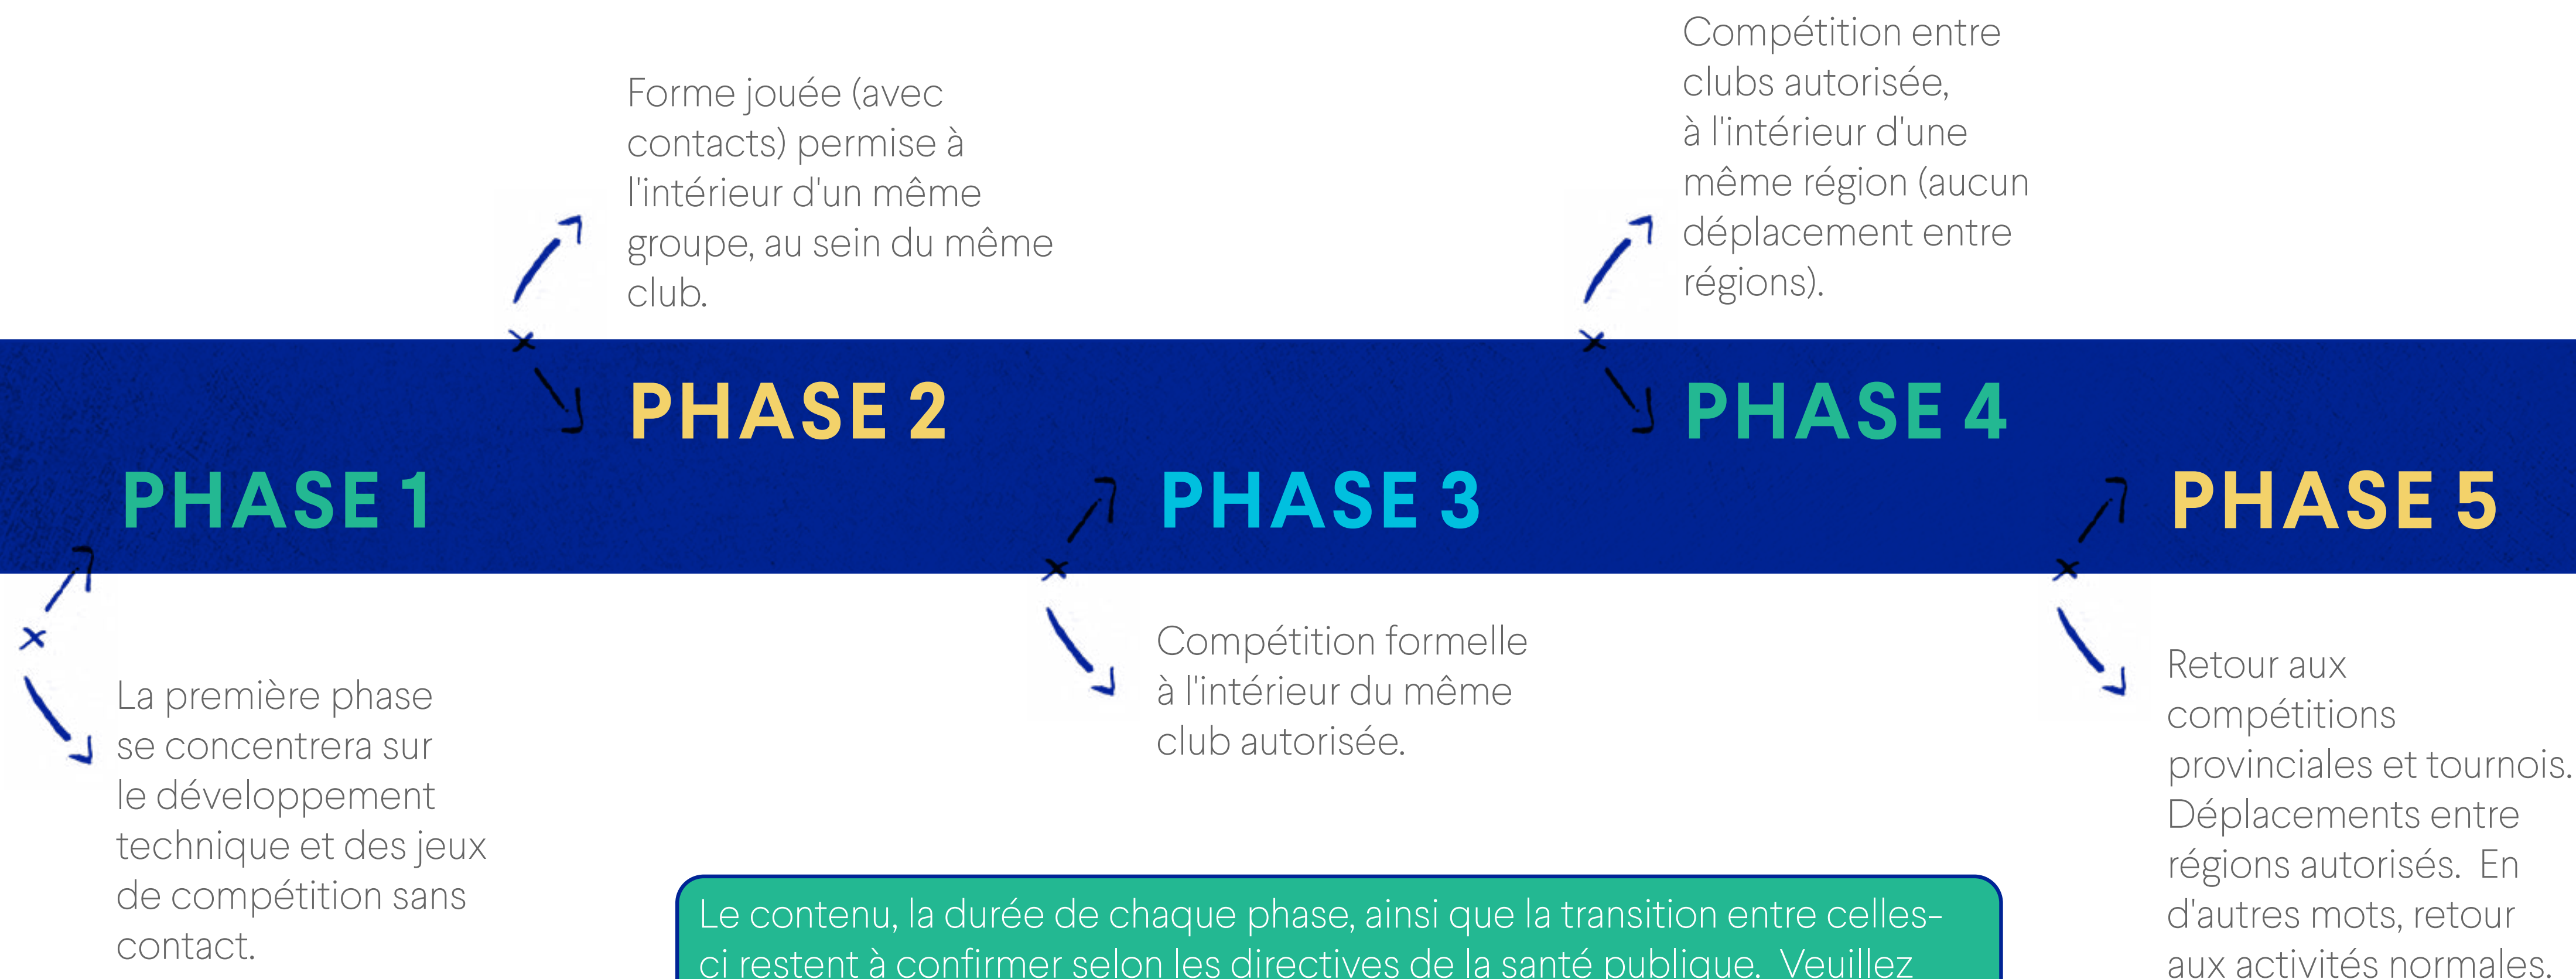 PHASE 1
La première phase
se concentrera sur
le développement
technique et des jeux
de compétition sans
contact.
Forme jouée (avec
contacts) permise à
l'intérieur d'un même
groupe, au sein du même
club.
PHASE 2
PHASE 3
Compétition formelle
à l'intérieur du même
club autorisée.
Compétition entre
clubs autorisée,
à l'intérieur d'une
même région (aucun
déplacement entre
régions).
PHASE 4
PHASE 5
Retour aux
compétitions
provinciales et tournois.
Déplacements entre
régions autorisés. En
d'autres mots, retour
aux activités normales.
Le contenu, la durée de chaque phase, ainsi que la transition entre celles-
ci restent à confirmer selon les directives de la santé publique. Veuillez